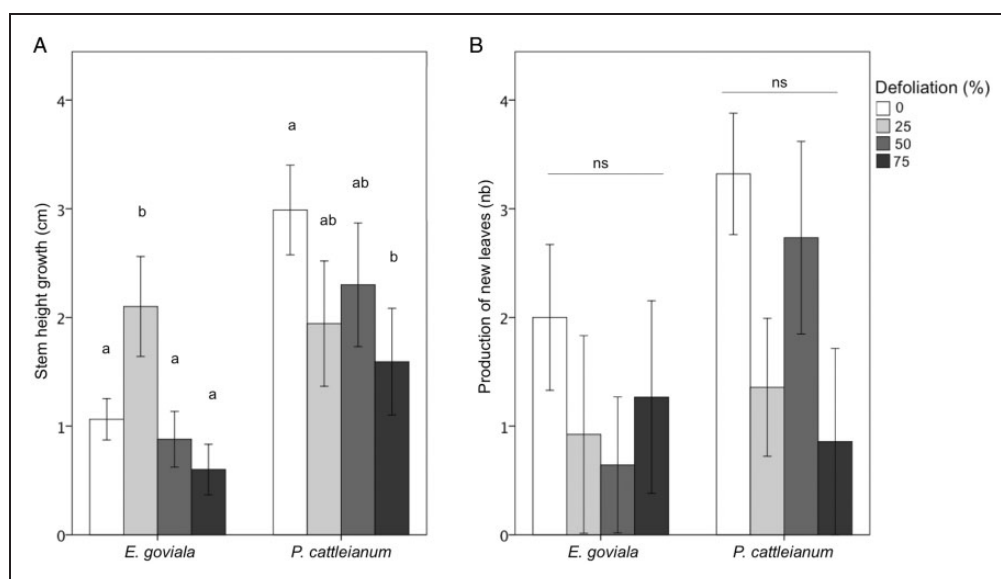 A
Stem height growth (cm)
4
3
2
1
0
a
b
a
a
a
ab
ab
b
E. goviala
P. cattleianum
B
Production of new leaves (nb)
4
3
2
1
0
ns
ns
E. goviala
P. cattleianum
Defoliation (%)
0
25
50
75